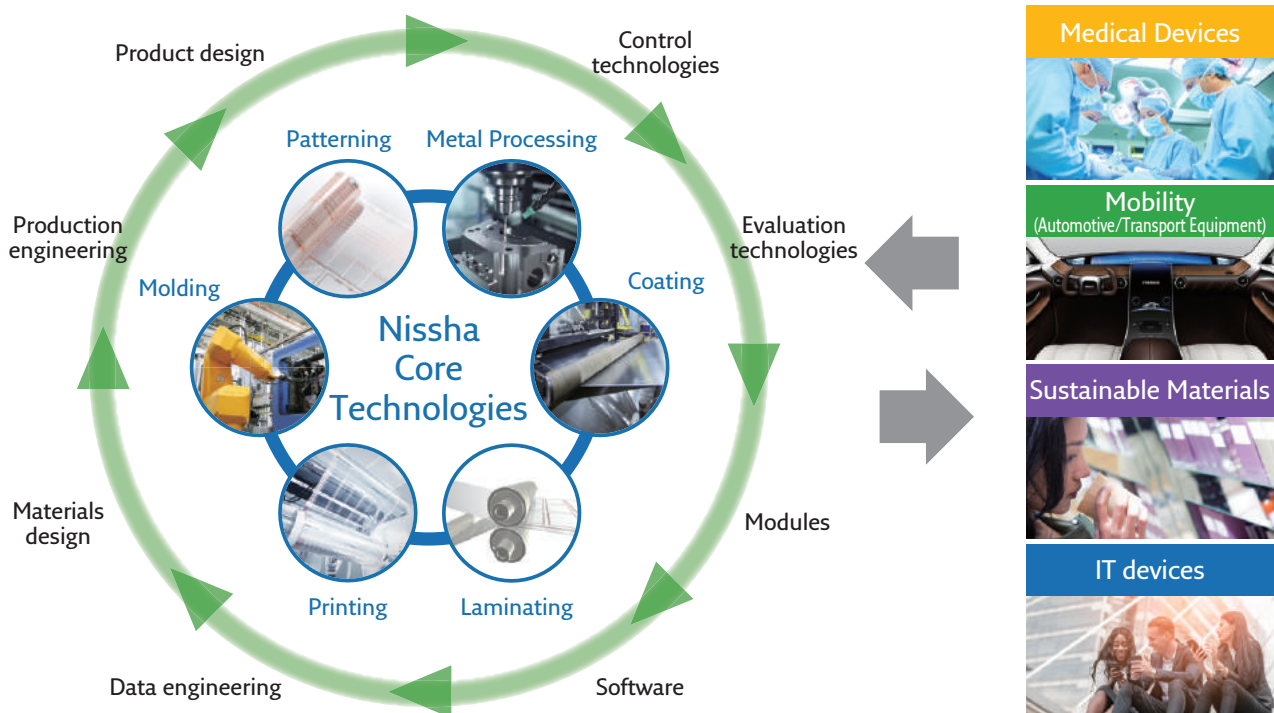 Product design
Control
technologies
Patterning
Metal Processing
Production
engineering
Evaluation
technologies
Molding
Coating
Nissha
Core
Technologies
Materials
design
Modules
Printing
Laminating
Data engineering
Software
Medical Devices
Mobility
(Automotive/Transport Equipment)
Sustainable Materials
IT devices